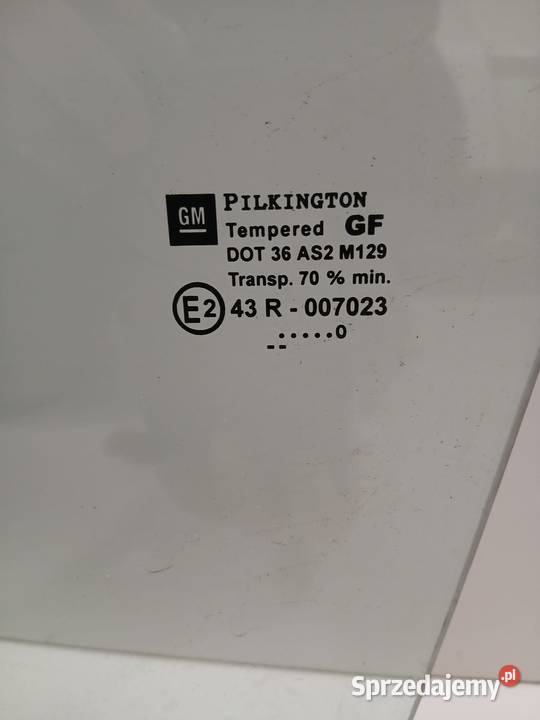 GM PILKINGTON
Tempered GF
DOT 36 AS2 M129
Transp. 70 % min.
E2 43 R - 007023
.....0
--
Sprzedajemy.pl